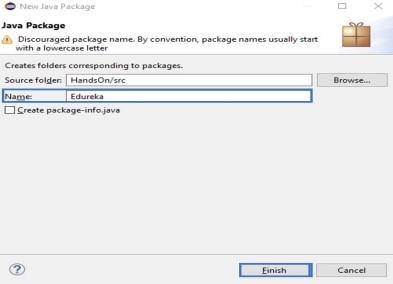 New Java Package
Java Package
Discouraged package name. By convention, package names usually start
with a lowercase letter
Creates folders corresponding to packages.
Source folder: HandsOn/src Browse...
Name: Edureka
Create package-info.java
? Finish Cancel